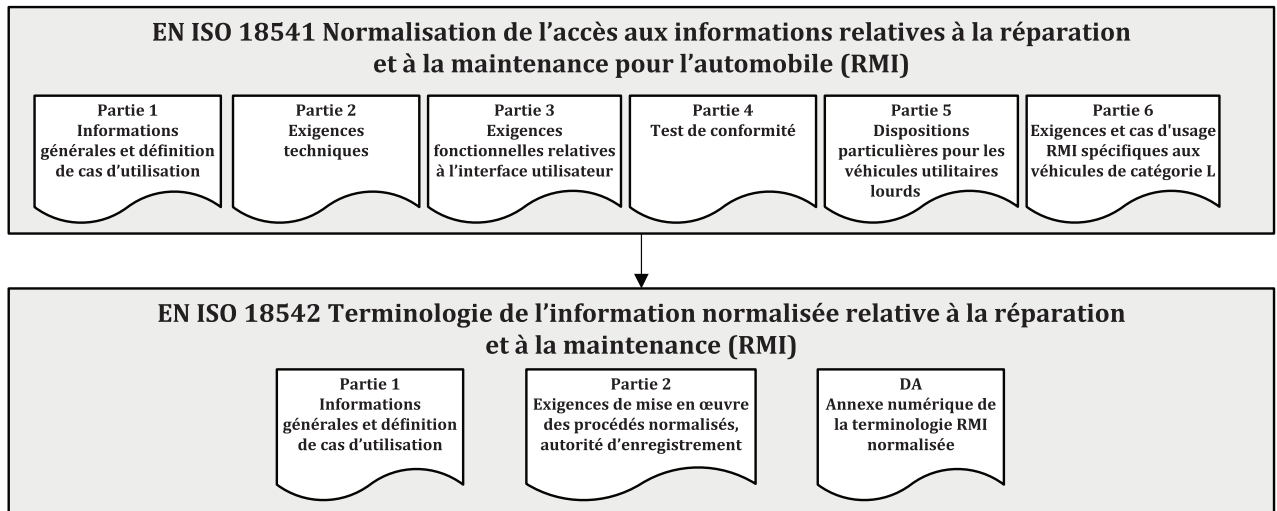 EN ISO 18541 Normalisation de l’accès aux informations relatives à la réparation
et à la maintenance pour l’automobile (RMI)
Partie 1
Informations
générales et définition
de cas d’utilisation
Partie 2
Exigences
techniques
Partie 3
Exigences
fonctionnelles relatives
à l’interface utilisateur
Partie 4
Test de conformité
Partie 5
Dispositions
particulières pour les
véhicules utilitaires
lourds
Partie 6
Exigences et cas d'usage
RMI spécifiques aux
véhicules de catégorie L
EN ISO 18542 Terminologie de l’information normalisée relative à la réparation
et à la maintenance (RMI)
Partie 1
Informations
générales et définition
de cas d’utilisation
Partie 2
Exigences de mise en œuvre
des procédés normalisés,
autorité d’enregistrement
DA
Annexe numérique de
la terminologie RMI
normalisée